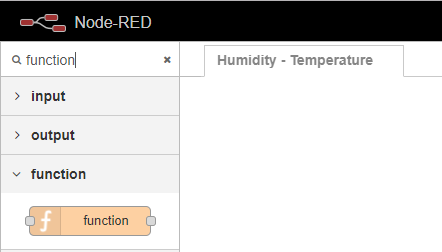 Node-RED
function
Humidity - Temperature
input
output
function
function